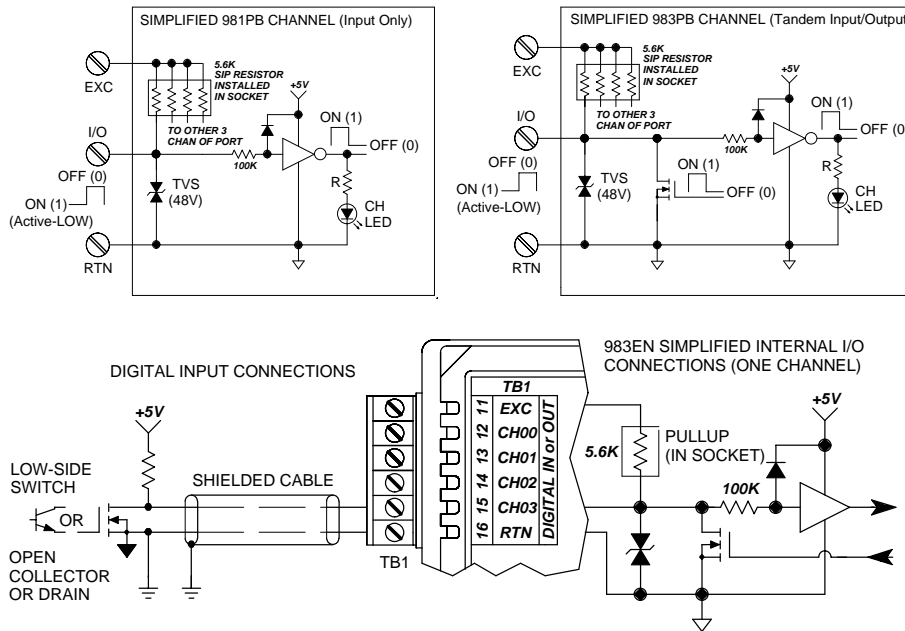 SIMPLIFIED 981PB CHANNEL (Input Only)
EXC
5.6K
SIP RESISTOR
INSTALLED
IN SOCKET
+5V
ON (1)
OFF (0)
TO OTHER 3
CHAN OF PORT
I/O
100K
OFF (0)
ON (1)
(Active-LOW)
TVS
(48V)
R
CH
LED
RTN
SIMPLIFIED 983PB CHANNEL (Tandem Input/Output
EXC
5.6K
SIP RESISTOR
INSTALLED
IN SOCKET
+5V
ON (1)
OFF (0)
TO OTHER 3
CHAN OF PORT
I/O
100K
OFF (0)
ON (1)
(Active-LOW)
TVS
(48V)
ON (1)
OFF (0)
R
CH
LED
RTN
DIGITAL INPUT CONNECTIONS
983EN SIMPLIFIED INTERNAL I/O
CONNECTIONS (ONE CHANNEL)
+5V
LOW-SIDE
SWITCH
OR
OPEN
COLLECTOR
OR DRAIN
SHIELDED CABLE
TB1
TB1
11 EXC
12 CH00
13 CH01
14 CH02
15 CH03
16 RTN
DIGITAL IN or OUT
5.6K
PULLUP
(IN SOCKET)
+5V
100K